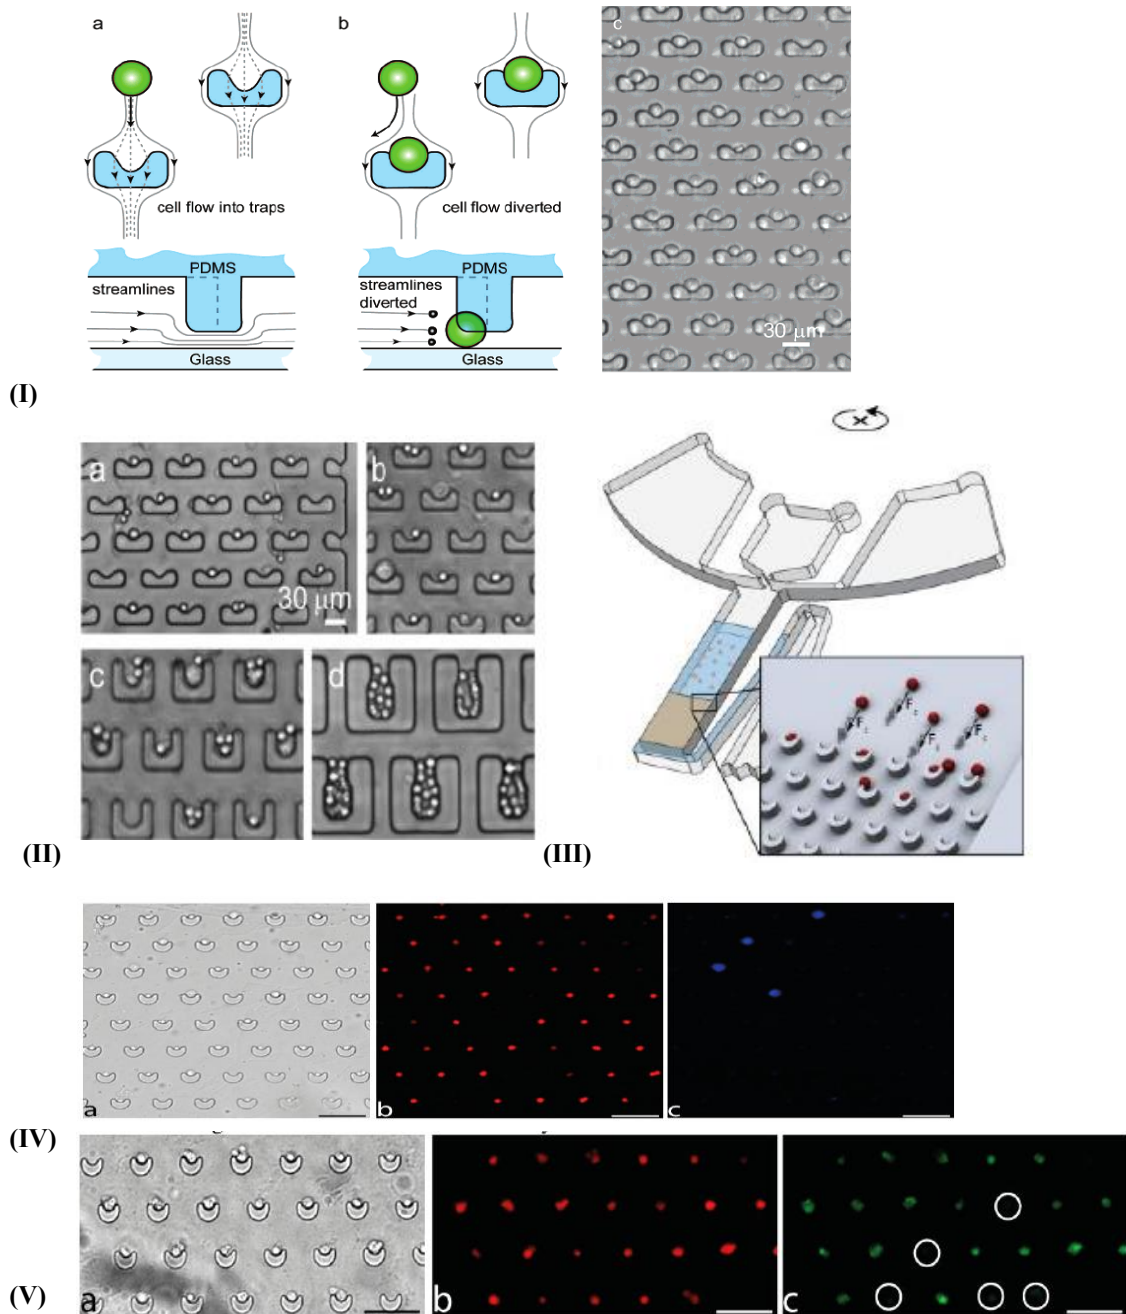 a
b
c
cell flow into traps
cell flow diverted
PDMS
streamlines
Glass
PDMS
streamlines
diverted
Glass
30 µm
(I)
a
b
30 µm
c
d
(II)
F
F
F
F
(III)
a
b
c
(IV)
a
b
c
(V)